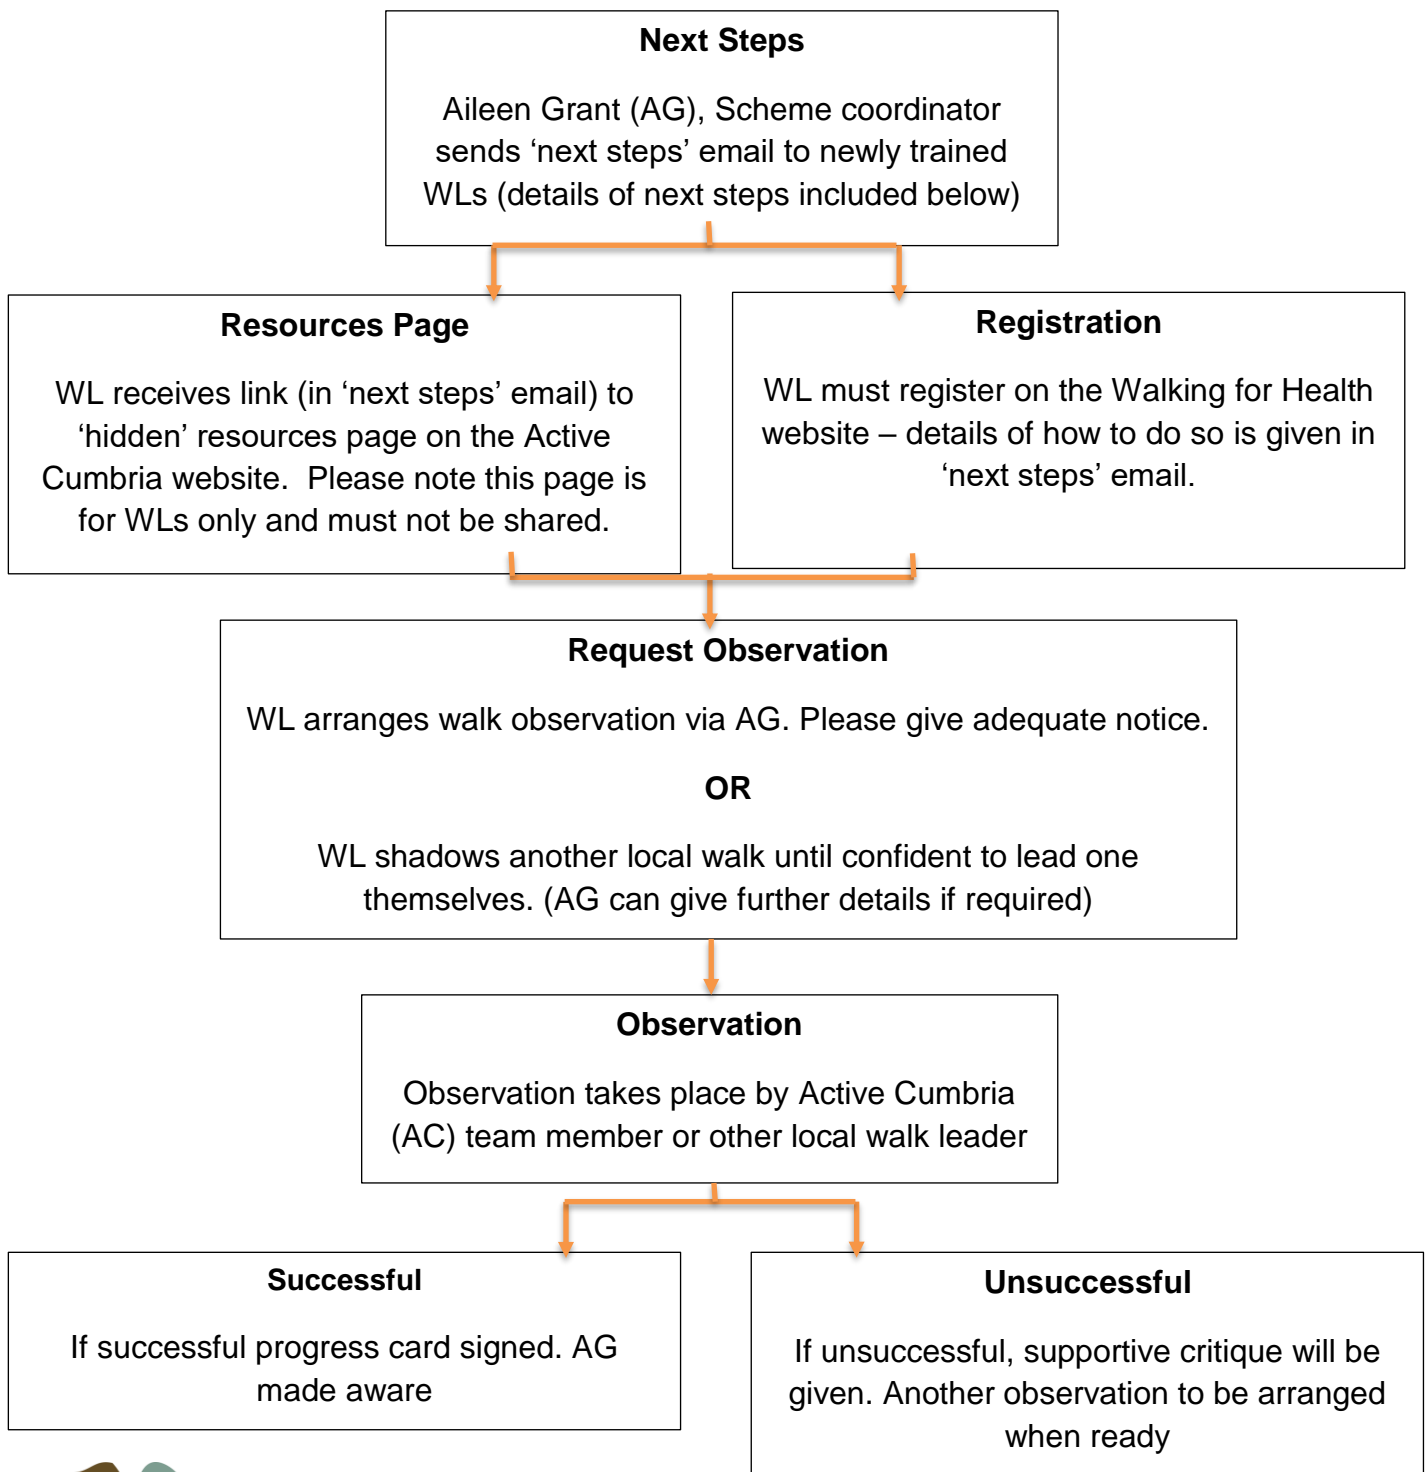 Next Steps
Aileen Grant (AG), Scheme coordinator
sends ‘next steps’ email to newly trained
WLs (details of next steps included below)
Resources Page
WL receives link (in ‘next steps’ email) to
‘hidden’ resources page on the Active
Cumbria website.  Please note this page is
for WLs only and must not be shared.
Registration
WL must register on the Walking for Health
website – details of how to do so is given in
‘next steps’ email.
Request Observation
WL arranges walk observation via AG. Please give adequate notice.
OR
WL shadows another local walk until confident to lead one
themselves. (AG can give further details if required)
Observation
Observation takes place by Active Cumbria
(AC) team member or other local walk leader
Successful
If successful progress card signed. AG
made aware
Unsuccessful
If unsuccessful, supportive critique will be
given. Another observation to be arranged
when ready